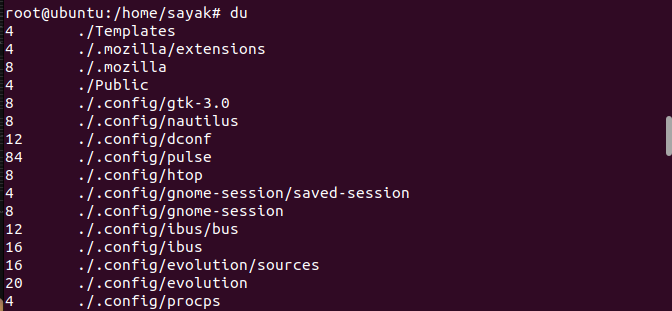 root@ubuntu:/home/sayak# du
4 ./Templates
4 ./.mozilla/extensions
8 ./.mozilla
4 ./Public
8 ./.config/gtk-3.0
8 ./.config/nautilus
12 ./.config/dconf
84 ./.config/pulse
8 ./.config/htop
4 ./.config/gnome-session/saved-session
8 ./.config/gnome-session
12 ./.config/ibus/bus
16 ./.config/ibus
16 ./.config/evolution/sources
20 ./.config/evolution
4 ./.config/procps